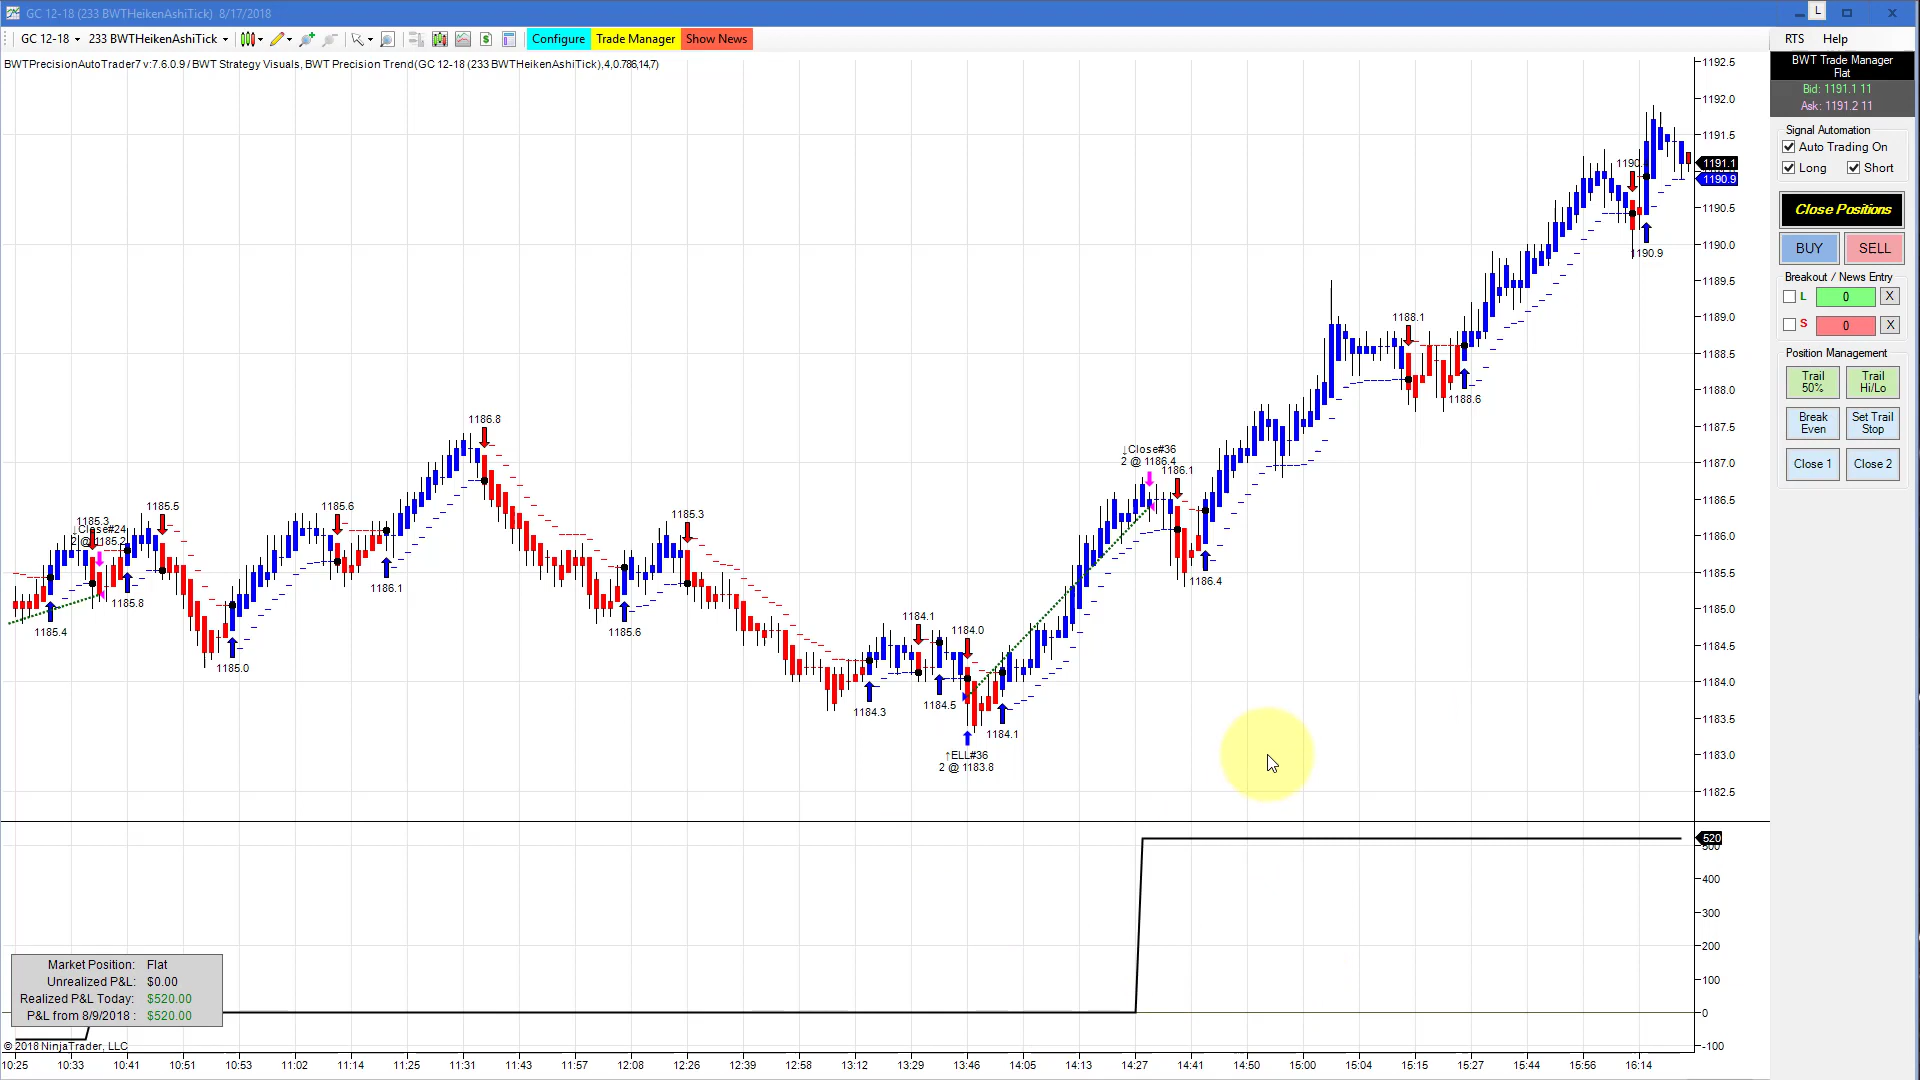 GC 12-18 (233 BWTHeikenAshiTick)  8/17/2018
L
GC 12-18 233 BWTHeikenAshiTick Configure Trade Manager Show News
RTS Help
BWTPrecisionAutoTrader7 v:7.6.0.9 / BWT Strategy Visuals, BWT Precision Trend(GC 12-18 (233 BWTHeikenAshiTick),4,0.786,14,7)
BWT Trade Manager
Flat
Bid: 1191.1 11
Ask: 1191.2 11
Signal Automation
Auto Trading On
Long Short
Close Positions
BUY SELL
Breakout / News Entry
L 0 X
S 0 X
Position Management
Trail 50%
Trail Hi/Lo
Break Even
Set Trail Stop
Close 1 Close 2
1192.5
1192.0
1191.5
1191.1
1190.9
1190.5
1190.0
1189.5
1189.0
1188.5
1188.0
1187.5
1187.0
1186.5
1186.0
1185.5
1185.0
1184.5
1184.0
1183.5
1183.0
1182.5
1185.3
↓Close#24
2 @ 1185.2
1185.4
1185.8
1185.5
1185.0
1185.6
1186.1
1186.8
1185.6
1185.3
1184.3
1184.1
1184.5
1184.0
↑ELL#36
2 @ 1183.8
1184.1
↓Close#36
2 @ 1186.4
1186.1
1186.4
1188.1
1188.6
1190.9
520
500
400
300
200
100
0
-100
Market Position: Flat
Unrealized P&L: $0.00
Realized P&L Today: $520.00
P&L from 8/9/2018 : $520.00
© 2018 NinjaTrader, LLC
10:25 10:33 10:41 10:53 11:03 11:14 11:20 11:25 11:31 11:43 11:57 12:08 12:26 12:39 12:58 13:12 13:29 13:46 14:05 14:13 14:27 14:41 14:50 15:00 15:04 15:13 15:27 15:44 15:56 16:14